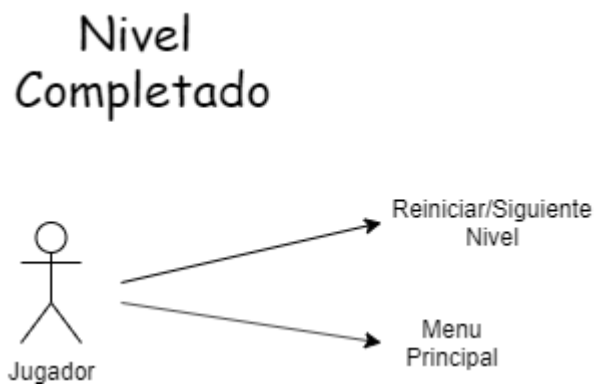 Nivel
Completado
Reiniciar/Siguiente
Nivel
Menu
Principal
Jugador